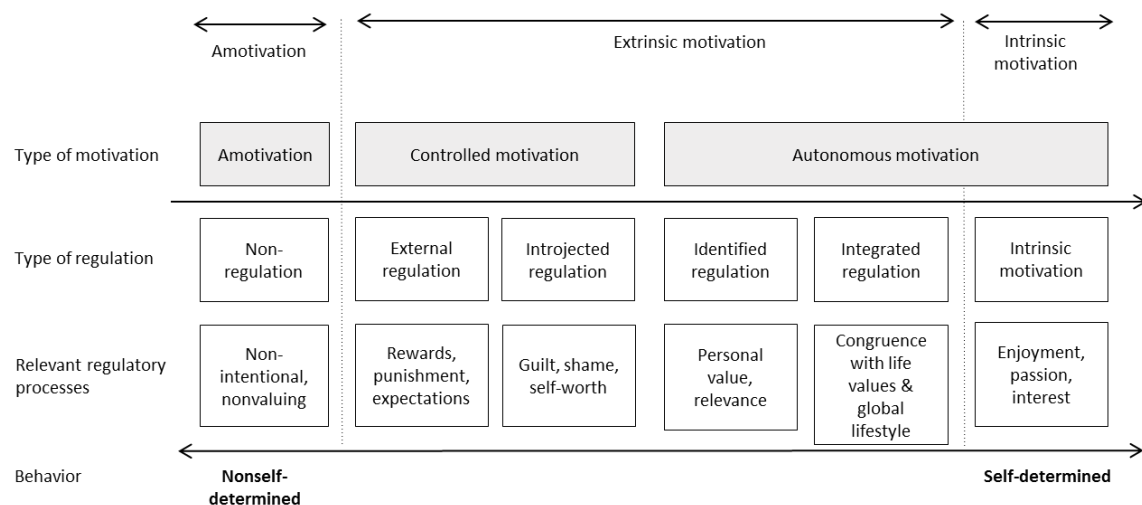 Amotivation
Extrinsic motivation
Intrinsic
motivation
Type of motivation
Amotivation
Controlled motivation
Autonomous motivation
Type of regulation
Non-
regulation
External
regulation
Introjected
regulation
Identified
regulation
Integrated
regulation
Intrinsic
motivation
Relevant regulatory
processes
Non-
intentional,
nonvaluing
Rewards,
punishment,
expectations
Guilt, shame,
self-worth
Personal
value,
relevance
Congruence
with life
values &
global
lifestyle
Enjoyment,
passion,
interest
Behavior
Nonself-
determined
Self-determined